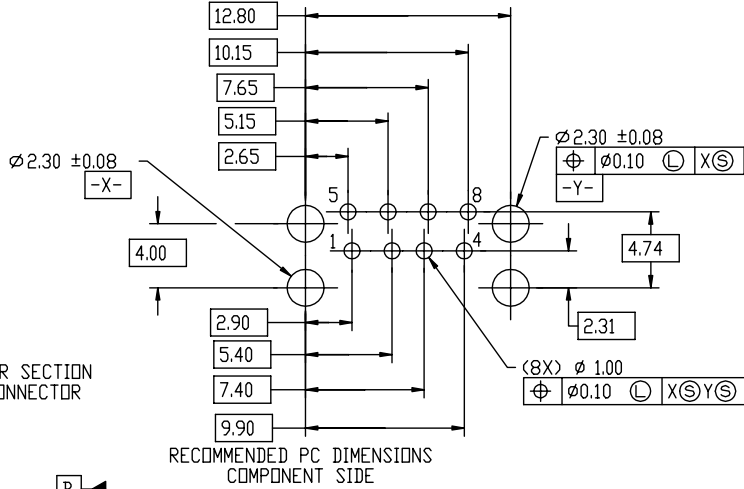 12.80
10.15
7.65
5.15
2.65
Ø2.30 ±0.08
-X-
Ø2.30 ±0.08
⌖ Ø0.10 Ⓛ XⓈ
-Y-
5 8
1 4
4.00
4.74
2.31
2.90
5.40
7.40
9.90
(8X) Ø 1.00
⌖ Ø0.10 Ⓛ XⓈYⓈ
R SECTION
ONNECTOR
RECOMMENDED PC DIMENSIONS
COMPONENT SIDE